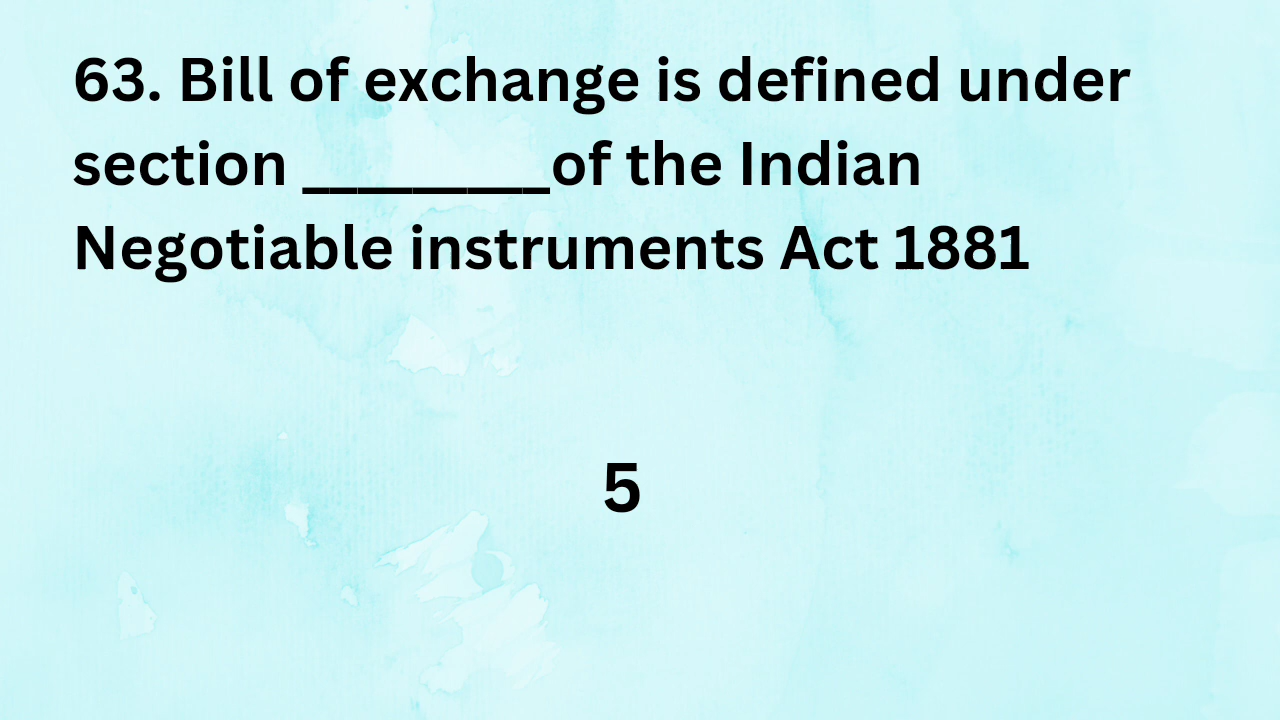 63. Bill of exchange is defined under
section _________of the Indian
Negotiable instruments Act 1881
5